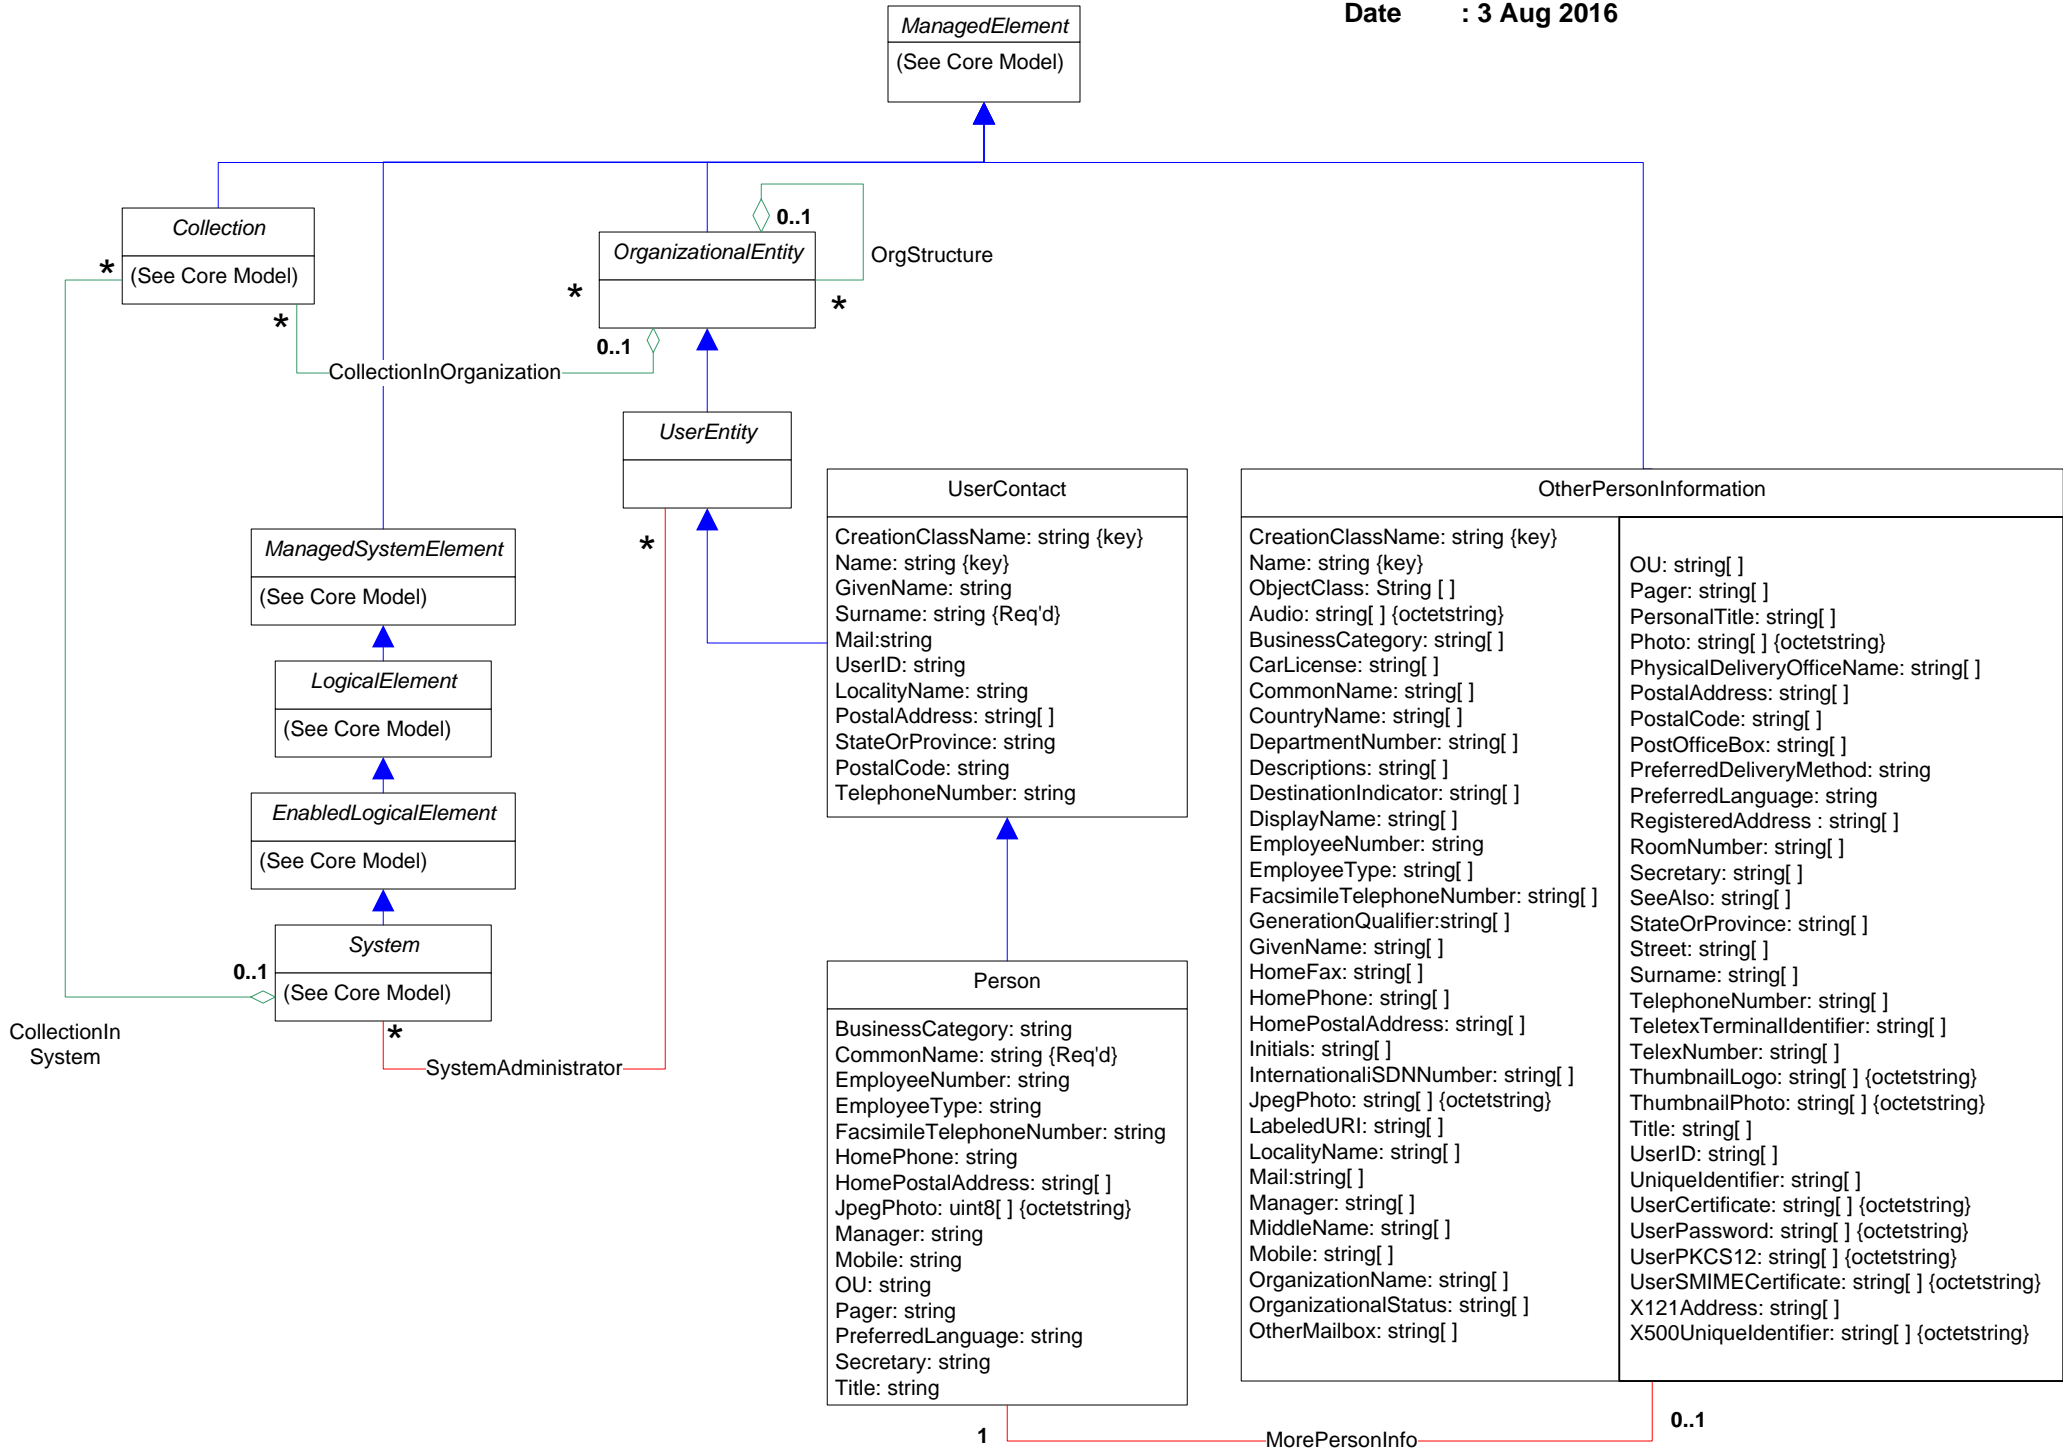 Date : 3 Aug 2016
ManagedElement
(See Core Model)
Collection
(See Core Model)
*
*
OrganizationalEntity
0..1
OrgStructure
*
*
0..1
CollectionInOrganization
UserEntity
*
ManagedSystemElement
(See Core Model)
LogicalElement
(See Core Model)
EnabledLogicalElement
(See Core Model)
System
(See Core Model)
0..1
*
CollectionIn
System
SystemAdministrator
UserContact
CreationClassName: string {key}
Name: string {key}
GivenName: string
Surname: string {Req'd}
Mail:string
UserID: string
LocalityName: string
PostalAddress: string[ ]
StateOrProvince: string
PostalCode: string
TelephoneNumber: string
Person
BusinessCategory: string
CommonName: string {Req'd}
EmployeeNumber: string
EmployeeType: string
FacsimileTelephoneNumber: string
HomePhone: string
HomePostalAddress: string[ ]
JpegPhoto: uint8[ ] {octetstring}
Manager: string
Mobile: string
OU: string
Pager: string
PreferredLanguage: string
Secretary: string
Title: string
OtherPersonInformation
CreationClassName: string {key}
Name: string {key}
ObjectClass: String [ ]
Audio: string[ ] {octetstring}
BusinessCategory: string[ ]
CarLicense: string[ ]
CommonName: string[ ]
CountryName: string[ ]
DepartmentNumber: string[ ]
Descriptions: string[ ]
DestinationIndicator: string[ ]
DisplayName: string[ ]
EmployeeNumber: string
EmployeeType: string[ ]
FacsimileTelephoneNumber: string[ ]
GenerationQualifier:string[ ]
GivenName: string[ ]
HomeFax: string[ ]
HomePhone: string[ ]
HomePostalAddress: string[ ]
Initials: string[ ]
InternationaliSDNNumber: string[ ]
JpegPhoto: string[ ] {octetstring}
LabeledURI: string[ ]
LocalityName: string[ ]
Mail:string[ ]
Manager: string[ ]
MiddleName: string[ ]
Mobile: string[ ]
OrganizationName: string[ ]
OrganizationalStatus: string[ ]
OtherMailbox: string[ ]
OU: string[ ]
Pager: string[ ]
PersonalTitle: string[ ]
Photo: string[ ] {octetstring}
PhysicalDeliveryOfficeName: string[ ]
PostalAddress: string[ ]
PostalCode: string[ ]
PostOfficeBox: string[ ]
PreferredDeliveryMethod: string
PreferredLanguage: string
RegisteredAddress : string[ ]
RoomNumber: string[ ]
Secretary: string[ ]
SeeAlso: string[ ]
StateOrProvince: string[ ]
Street: string[ ]
Surname: string[ ]
TelephoneNumber: string[ ]
TeletexTerminalIdentifier: string[ ]
TelexNumber: string[ ]
ThumbnailLogo: string[ ] {octetstring}
ThumbnailPhoto: string[ ] {octetstring}
Title: string[ ]
UserID: string[ ]
UniqueIdentifier: string[ ]
UserCertificate: string[ ] {octetstring}
UserPassword: string[ ] {octetstring}
UserPKCS12: string[ ] {octetstring}
UserSMIMECertificate: string[ ] {octetstring}
X121Address: string[ ]
X500UniqueIdentifier: string[ ] {octetstring}
1
MorePersonInfo
0..1